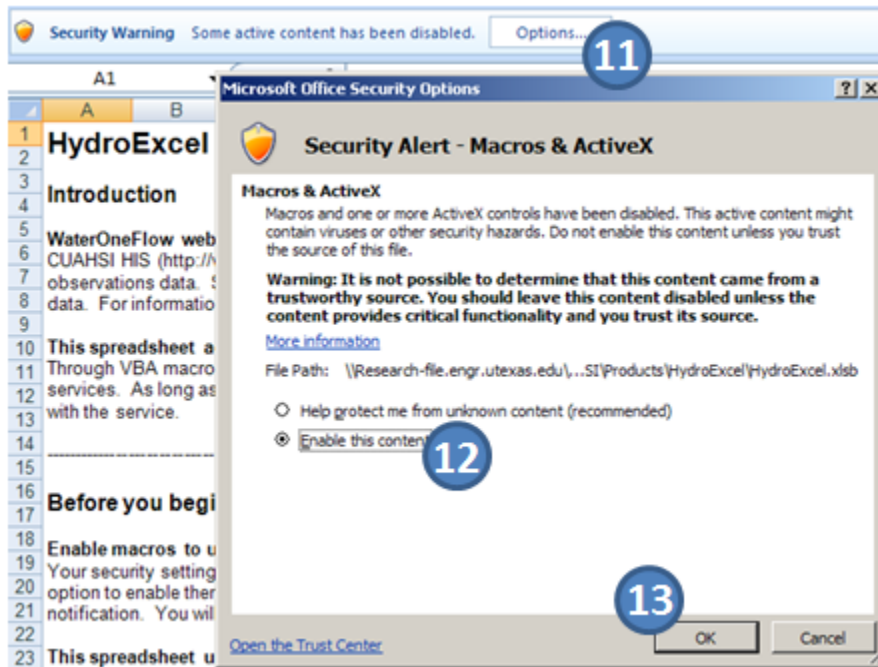 Security Warning Some active content has been disabled. Options...
11
A1
Microsoft Office Security Options
A B
1
HydroExcel
2
3
Introduction
4
5
WaterOneFlow web
6
CUAHSI HIS (http://
7
observations data.
8
data. For informatio
9
10
This spreadsheet a
11
Through VBA macro
12
services. As long as
13
with the service.
14
15
16
Before you begi
17
18
Enable macros to u
19
Your security setting
20
option to enable ther
21
notification. You wil
22
23
This spreadsheet u
Security Alert - Macros & ActiveX
Macros & ActiveX
Macros and one or more ActiveX controls have been disabled. This active content might
contain viruses or other security hazards. Do not enable this content unless you trust
the source of this file.
Warning: It is not possible to determine that this content came from a
trustworthy source. You should leave this content disabled unless the
content provides critical functionality and you trust its source.
More information
File Path: \\Research-file.engr.utexas.edu\,...SI\Products\HydroExcel\HydroExcel.xlsb
Help protect me from unknown content (recommended)
Enable this content
12
13
Open the Trust Center
OK
Cancel